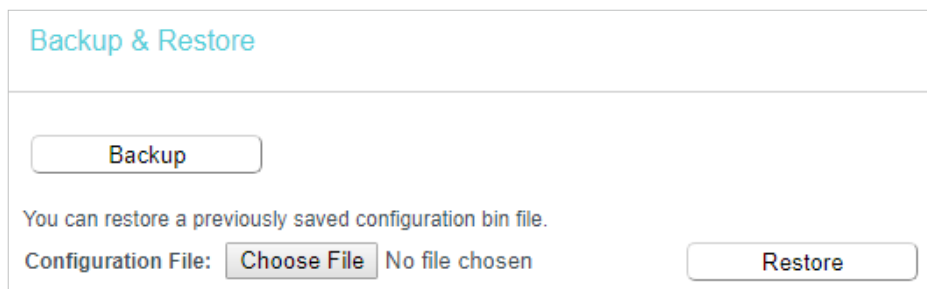 Backup & Restore
Backup
You can restore a previously saved configuration bin file.
Configuration File: Choose File No file chosen Restore